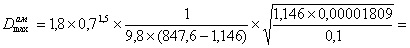 D_max^ам = 1,8 × 0,7^1,5 × 1 / (9,8 × (847,6 – 1,146)) × √(1,146 × 0,00001809 / 0,1) =